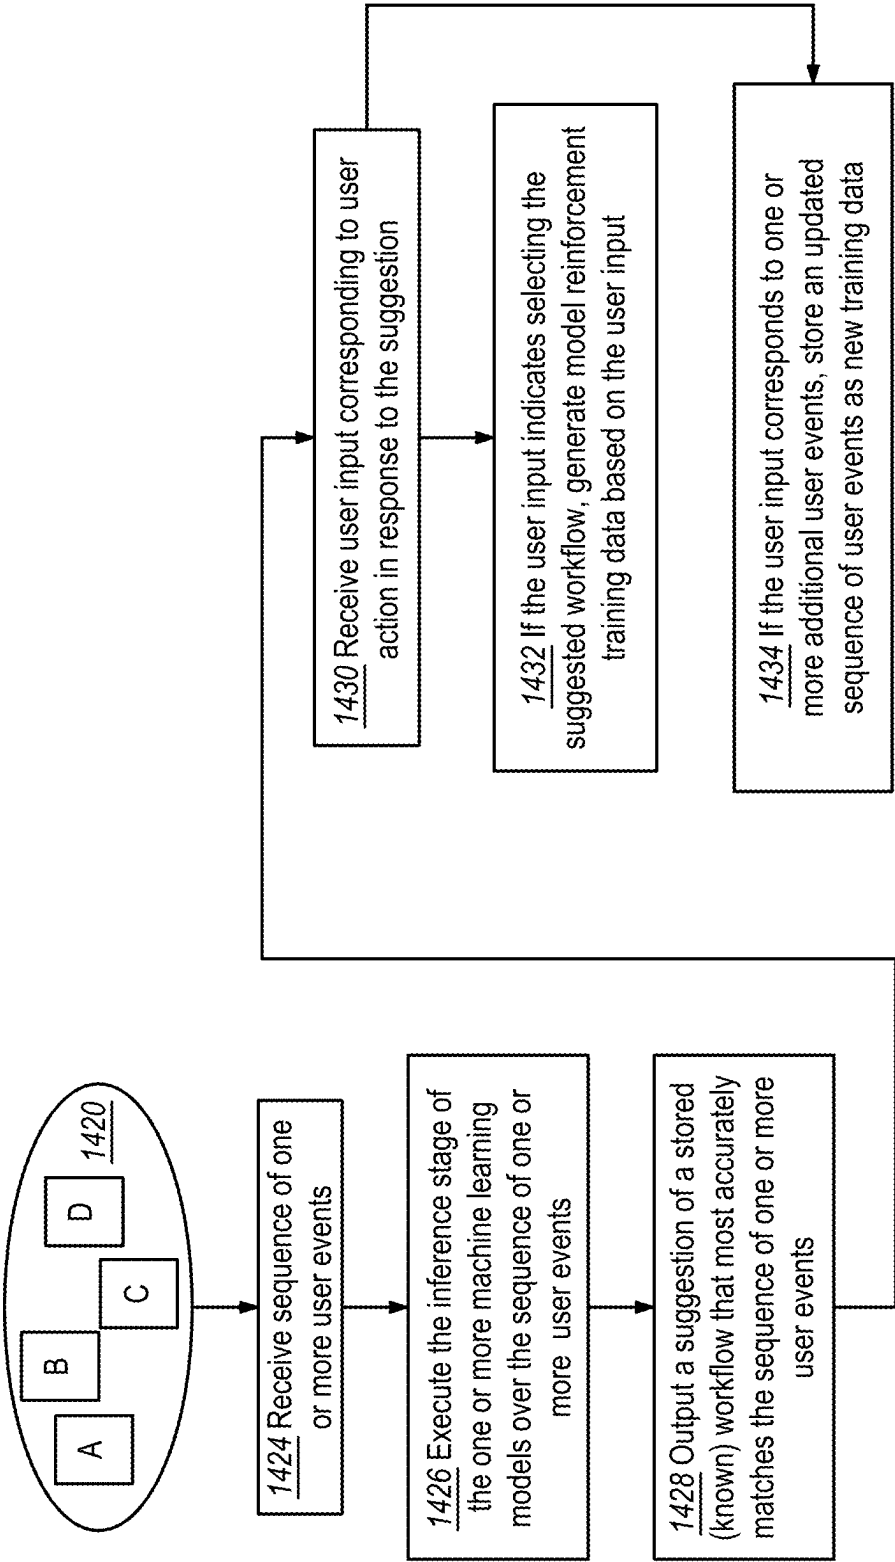 A
B
C
D
1420
1424 Receive sequence of one
or more user events
1426 Execute the inference stage of
the one or more machine learning
models over the sequence of one or
more user events
1428 Output a suggestion of a stored
(known) workflow that most accurately
matches the sequence of one or more
user events
1430 Receive user input corresponding to user
action in response to the suggestion
1432 If the user input indicates selecting the
suggested workflow, generate model reinforcement
training data based on the user input
1434 If the user input corresponds to one or
more additional user events, store an updated
sequence of user events as new training data